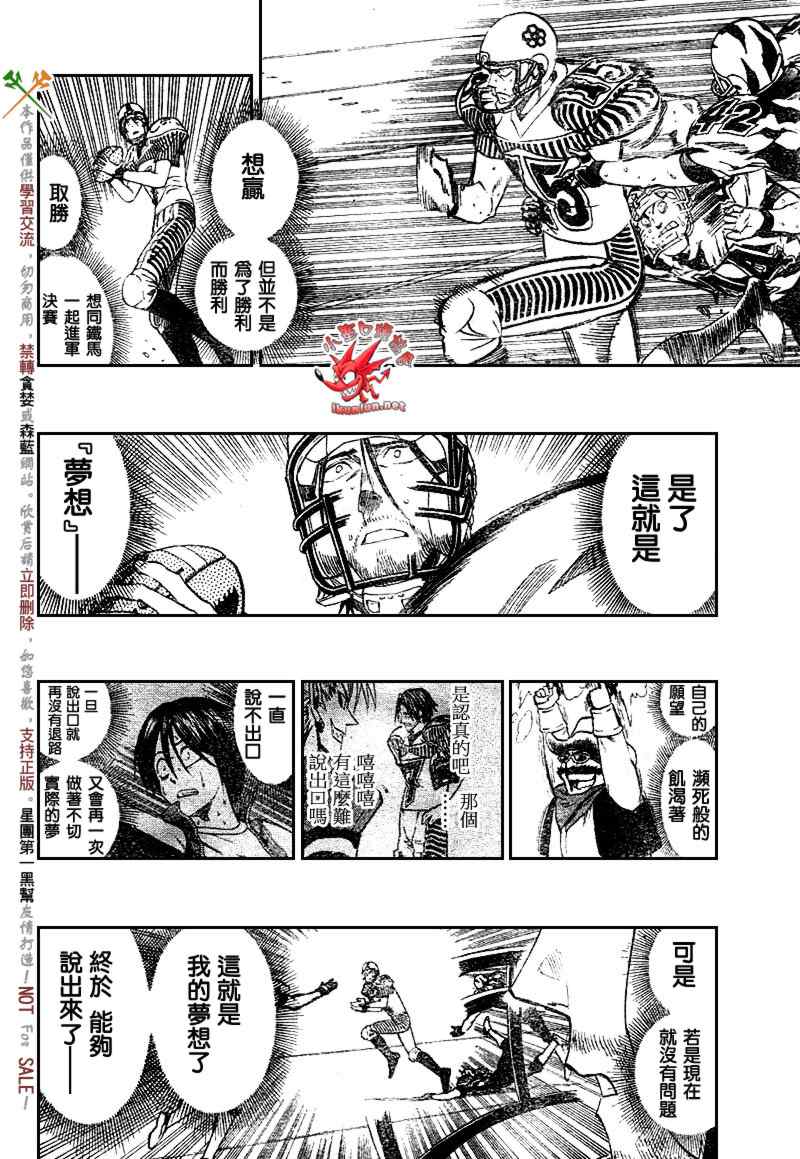 想贏
但並不是
為了勝利
而勝利
取勝
想同鐵馬
一起進軍
決賽
ikunlun.net
是了
這就是
『夢想』——
自己的
願望
瀕死般的
飢渴著
是認真的吧
那個
……
嘻嘻嘻
有這麼難
說出口嗎
一直
說不出口
一旦
說出口就
再沒有退路
又會再一次
做著不切
實際的夢
可是
若是現在
就沒有問題
這就是
我的夢想了
終於 能夠
說出來了——
本作品僅供學習交流，切勿商用，禁轉貪婪或森藍網站。欣賞后請立即刪除，如您喜歡，支持正版。星團第一黑幫友情打造！NOT For SALE！